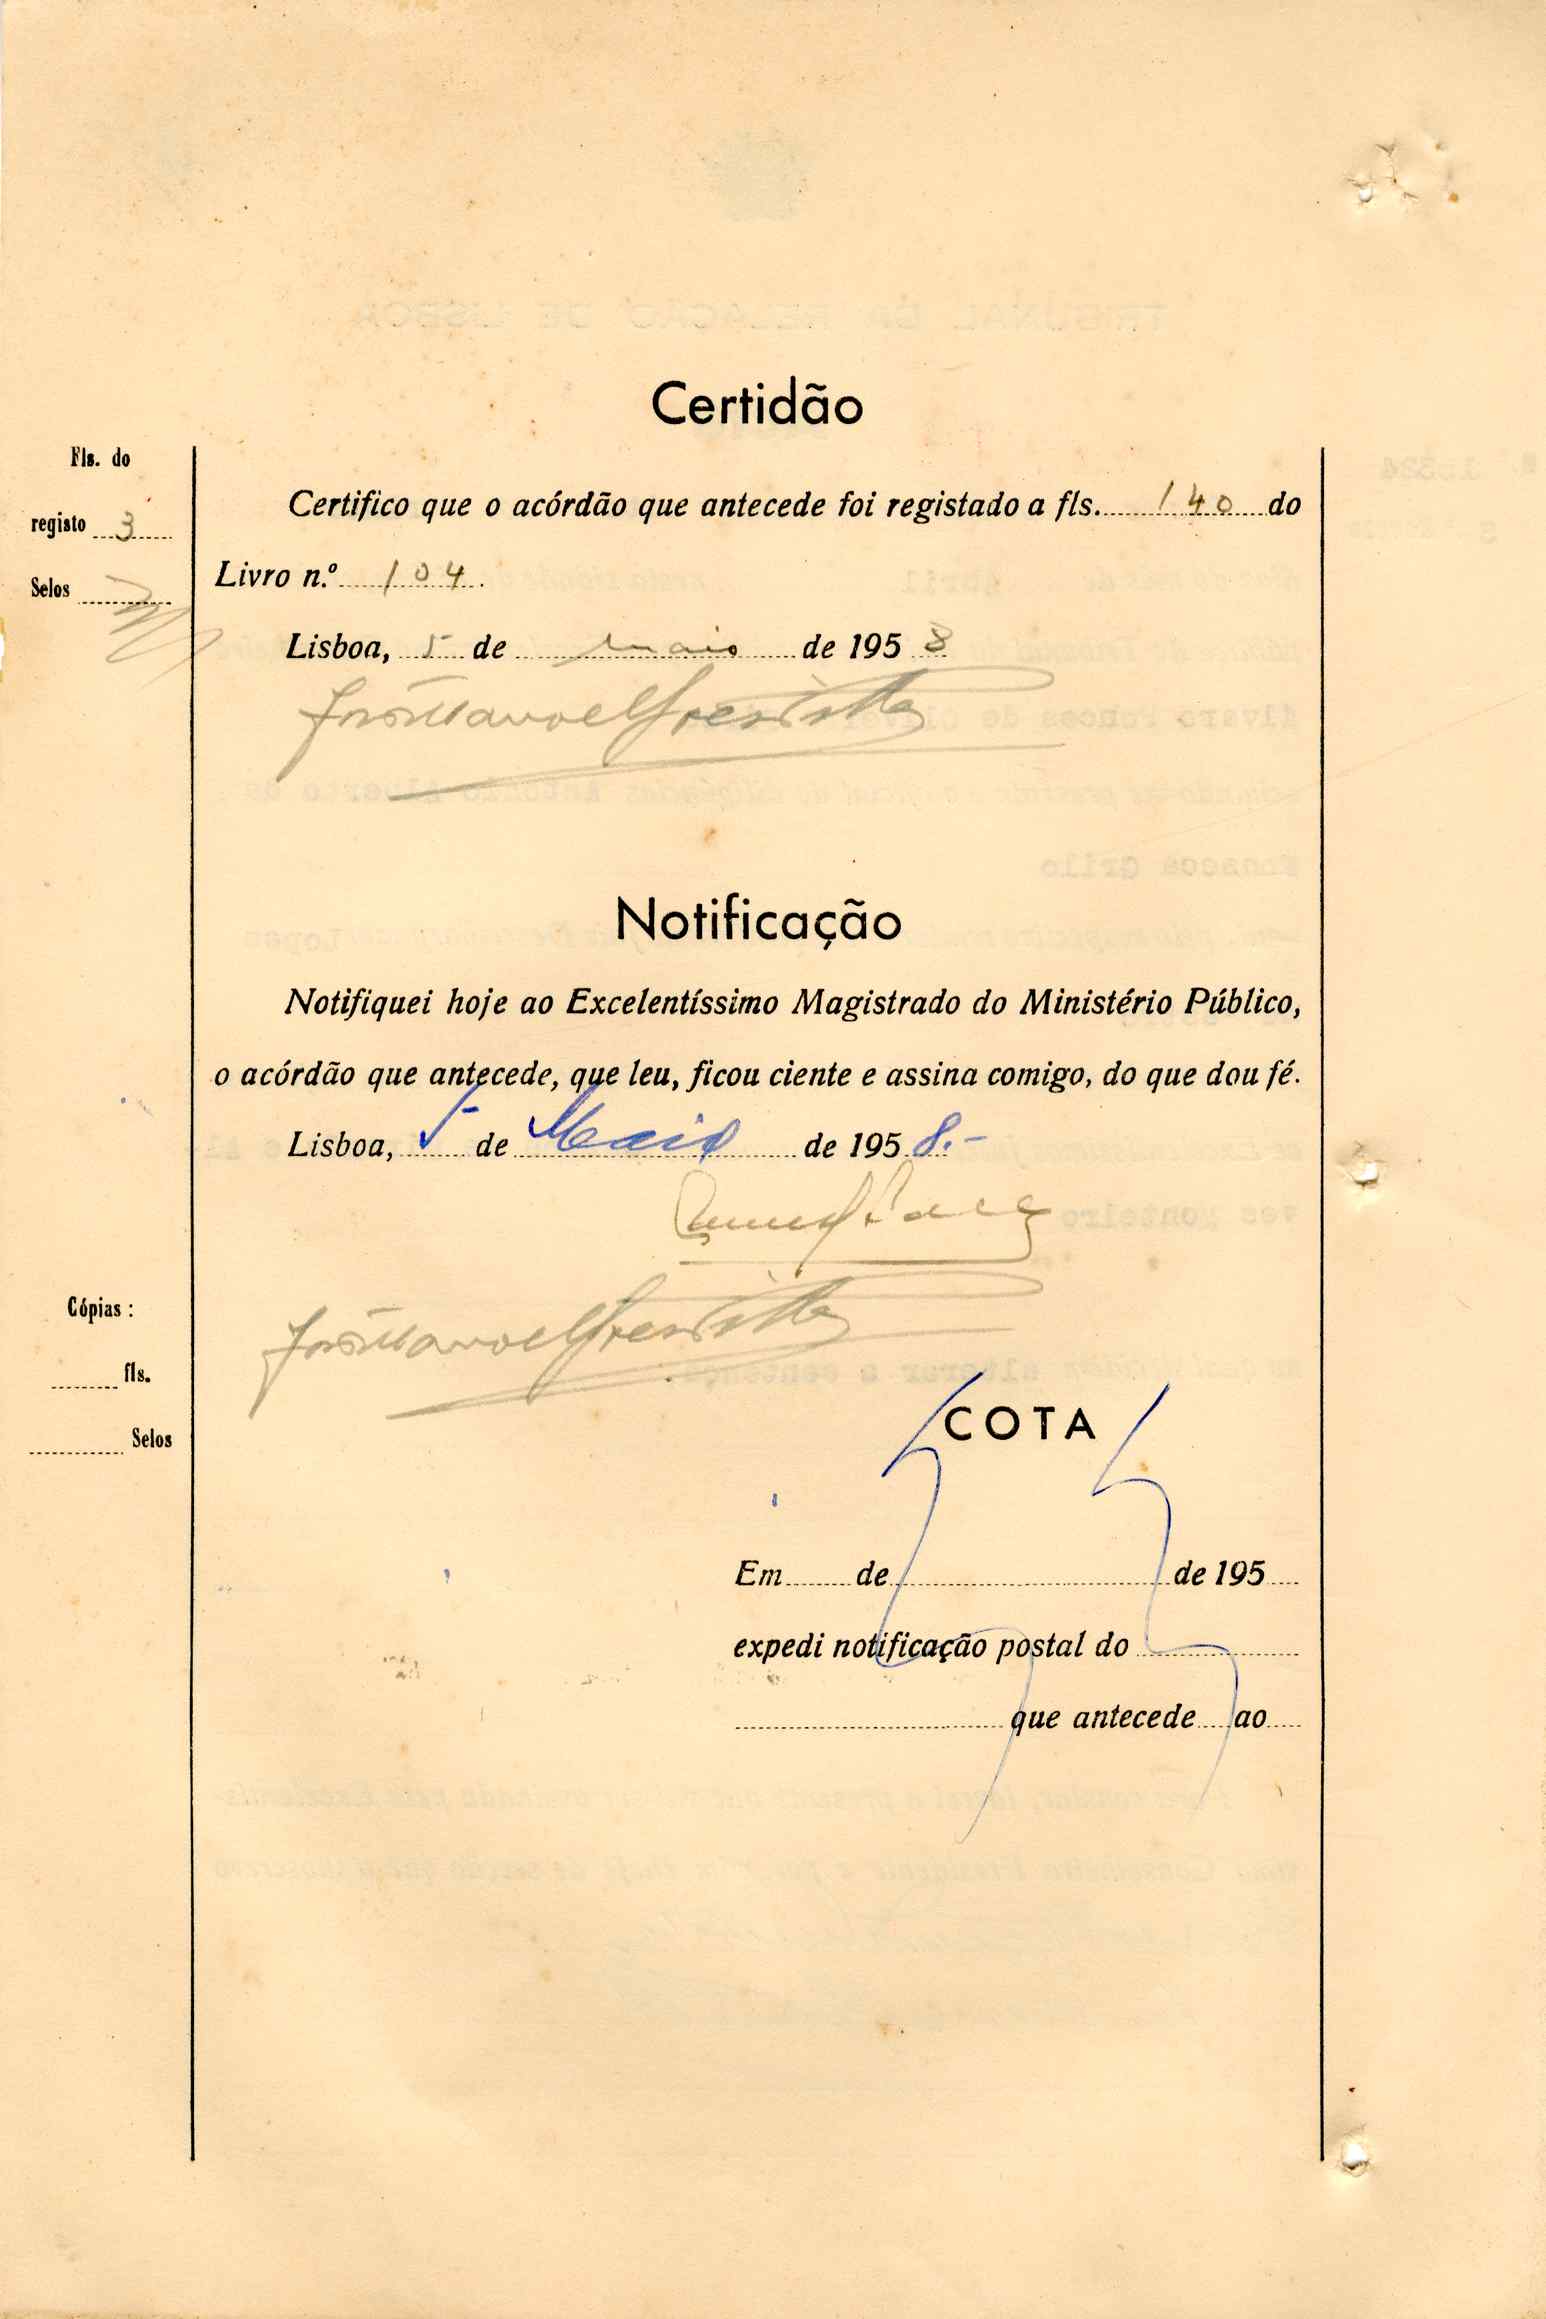 Certidão
Fls. do
registo 3
Selos
Certifico que o acórdão que antecede foi registado a fls. 140 do
Livro n.º 104.
Lisboa, 5 de maio de 1958
Notificação
Notifiquei hoje ao Excelentíssimo Magistrado do Ministério Público,
o acórdão que antecede, que leu, ficou ciente e assina comigo, do que dou fé.
Lisboa, 5 de Maio de 1958.-
Cópias:
fls.
Selos
COTA
Em de de 195
expedi notificação postal do
que antecede ao